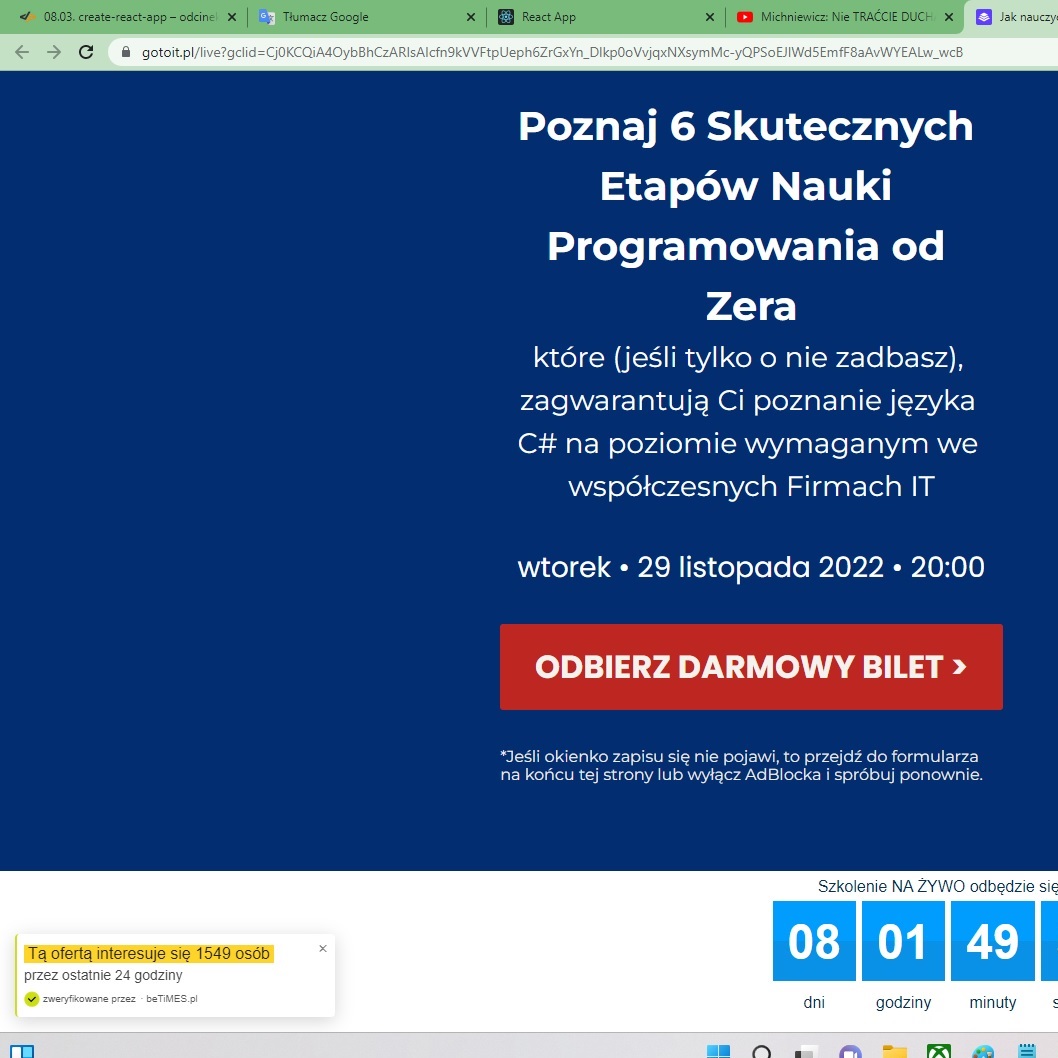 08.03. create-react-app – odcinek
Tłumacz Google
React App
Michniewicz: Nie TRAĆCIE DUCHA
Jak nauczyć
gotoit.pl/live?gclid=Cj0KCQiA4OybBhCzARIsAIcfn9kVVFtpUeph6ZrGxYn_DIkp0oVvjqxNXsymMc-yQPSoEJIWd5EmfF8aAvWYEALw_wcB
Poznaj 6 Skutecznych
Etapów Nauki
Programowania od
Zera
które (jeśli tylko o nie zadbasz),
zagwarantują Ci poznanie języka
C# na poziomie wymaganym we
współczesnych Firmach IT
wtorek • 29 listopada 2022 • 20:00
ODBIERZ DARMOWY BILET >
*Jeśli okienko zapisu się nie pojawi, to przejdź do formularza
na końcu tej strony lub wyłącz AdBlocka i spróbuj ponownie.
Szkolenie NA ŻYWO odbędzie się
08 01 49
dni godziny minuty
Tą ofertą interesuje się 1549 osób
przez ostatnie 24 godziny
zweryfikowane przez · beTiMES.pl